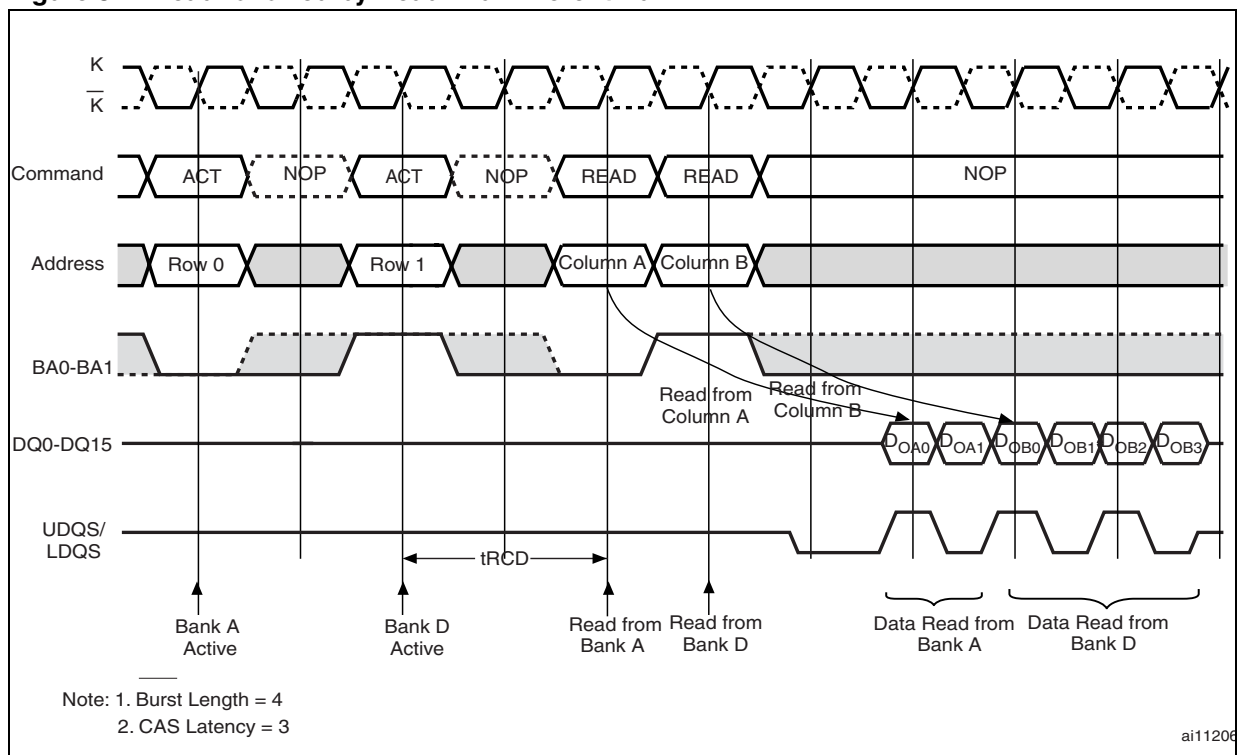 K
K
Command
ACT
NOP
ACT
NOP
READ
READ
NOP
Address
Row 0
Row 1
Column A
Column B
BA0-BA1
Read from
Column A
Read from
Column B
DQ0-DQ15
DOA0
DOA1
DOB0
DOB1
DOB2
DOB3
UDQS/
LDQS
tRCD
Bank A
Active
Bank D
Active
Read from
Bank A
Read from
Bank D
Data Read from
Bank A
Data Read from
Bank D
Note: 1. Burst Length = 4
2. CAS Latency = 3
ai11206